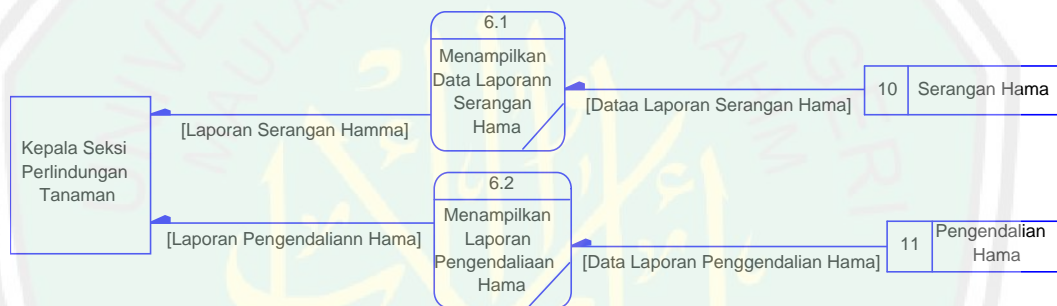 6.1
Menampilkan
Data Laporann
Serangan
Hama
[Laporan Serangan Hamma]
[Dataa Laporan Serangan Hama]
10 Serangan Hama
Kepala Seksi
Perlindungan
Tanaman
6.2
Menampilkan
Laporan
Pengendaliaan
Hama
[Laporan Pengendaliann Hama]
[Data Laporan Penggendalian Hama]
11 Pengendalian
Hama